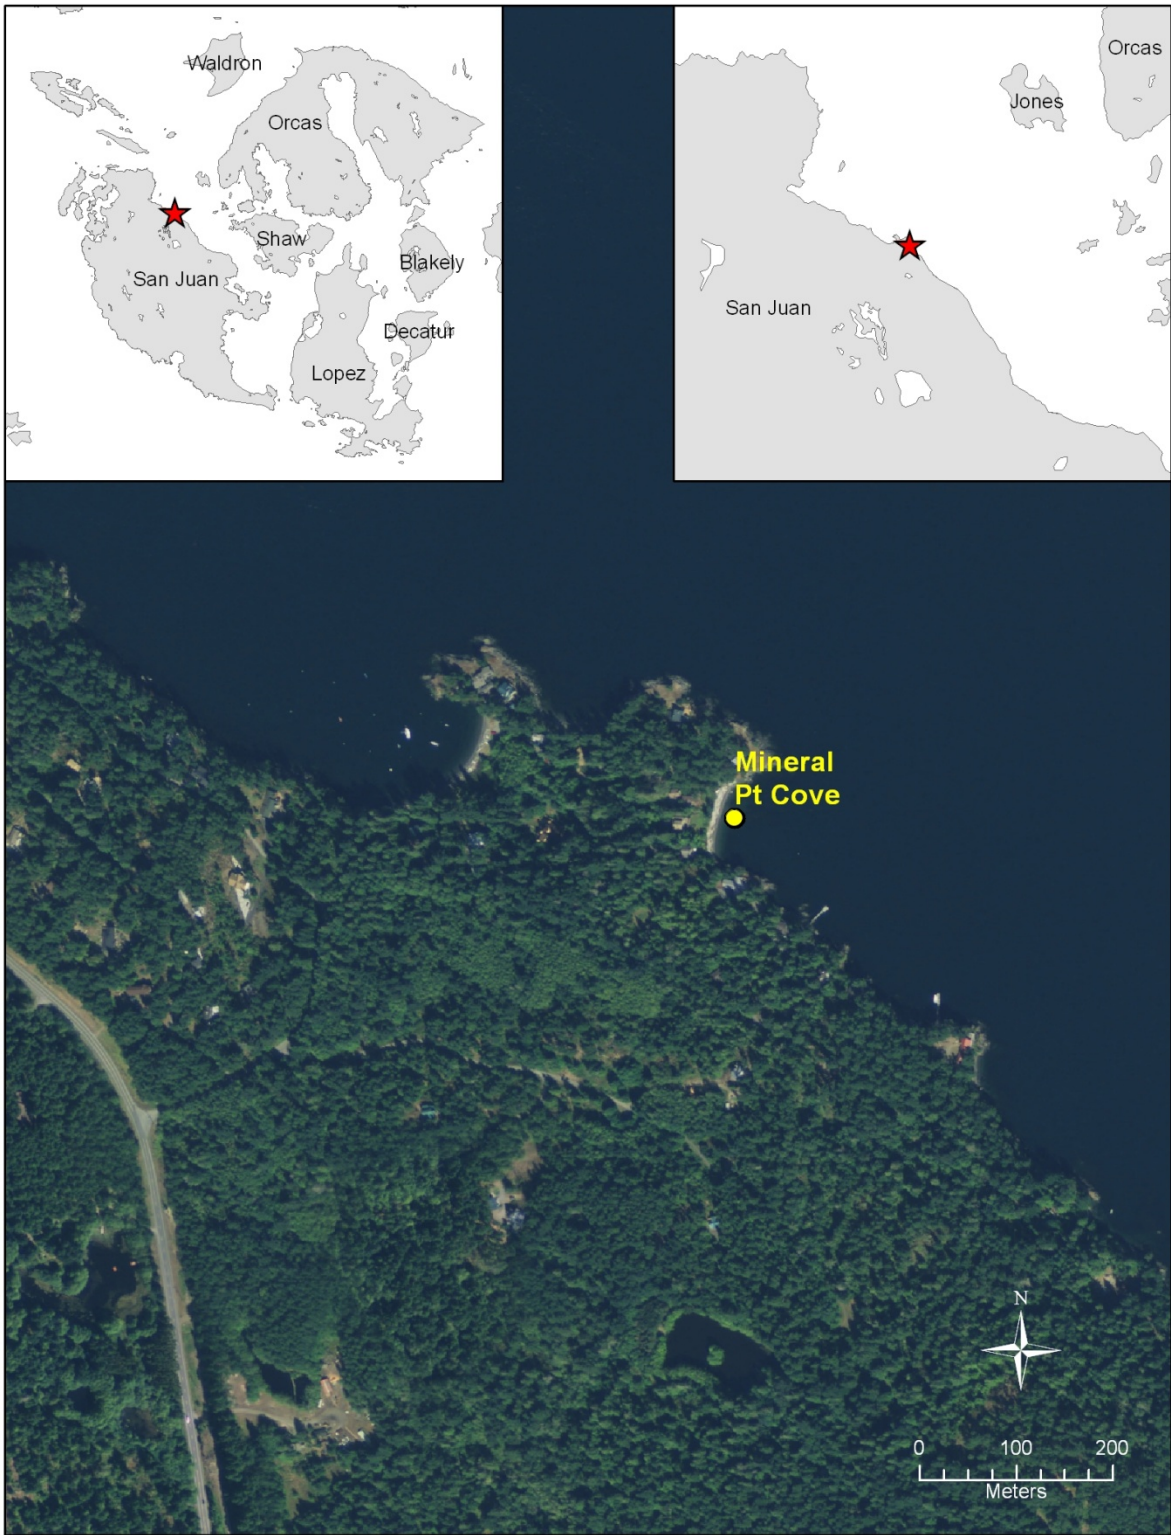 Waldron
Orcas
Shaw
San Juan
Blakely
Decatur
Lopez
Orcas
Jones
San Juan
Mineral
Pt Cove
N
0 100 200
Meters